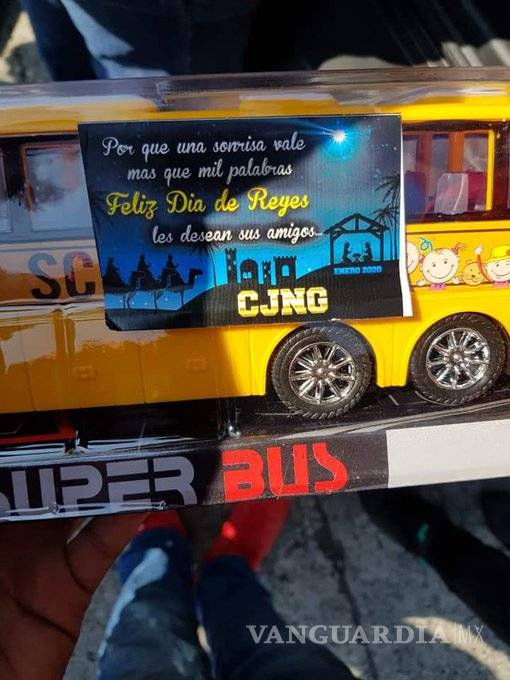 Por que una sonrisa vale
mas que mil palabras
Feliz Dia de Reyes
les desean sus amigos...
ENERO 2020
CJNG
SC
SUPER BUS
VANGUARDIA|MX